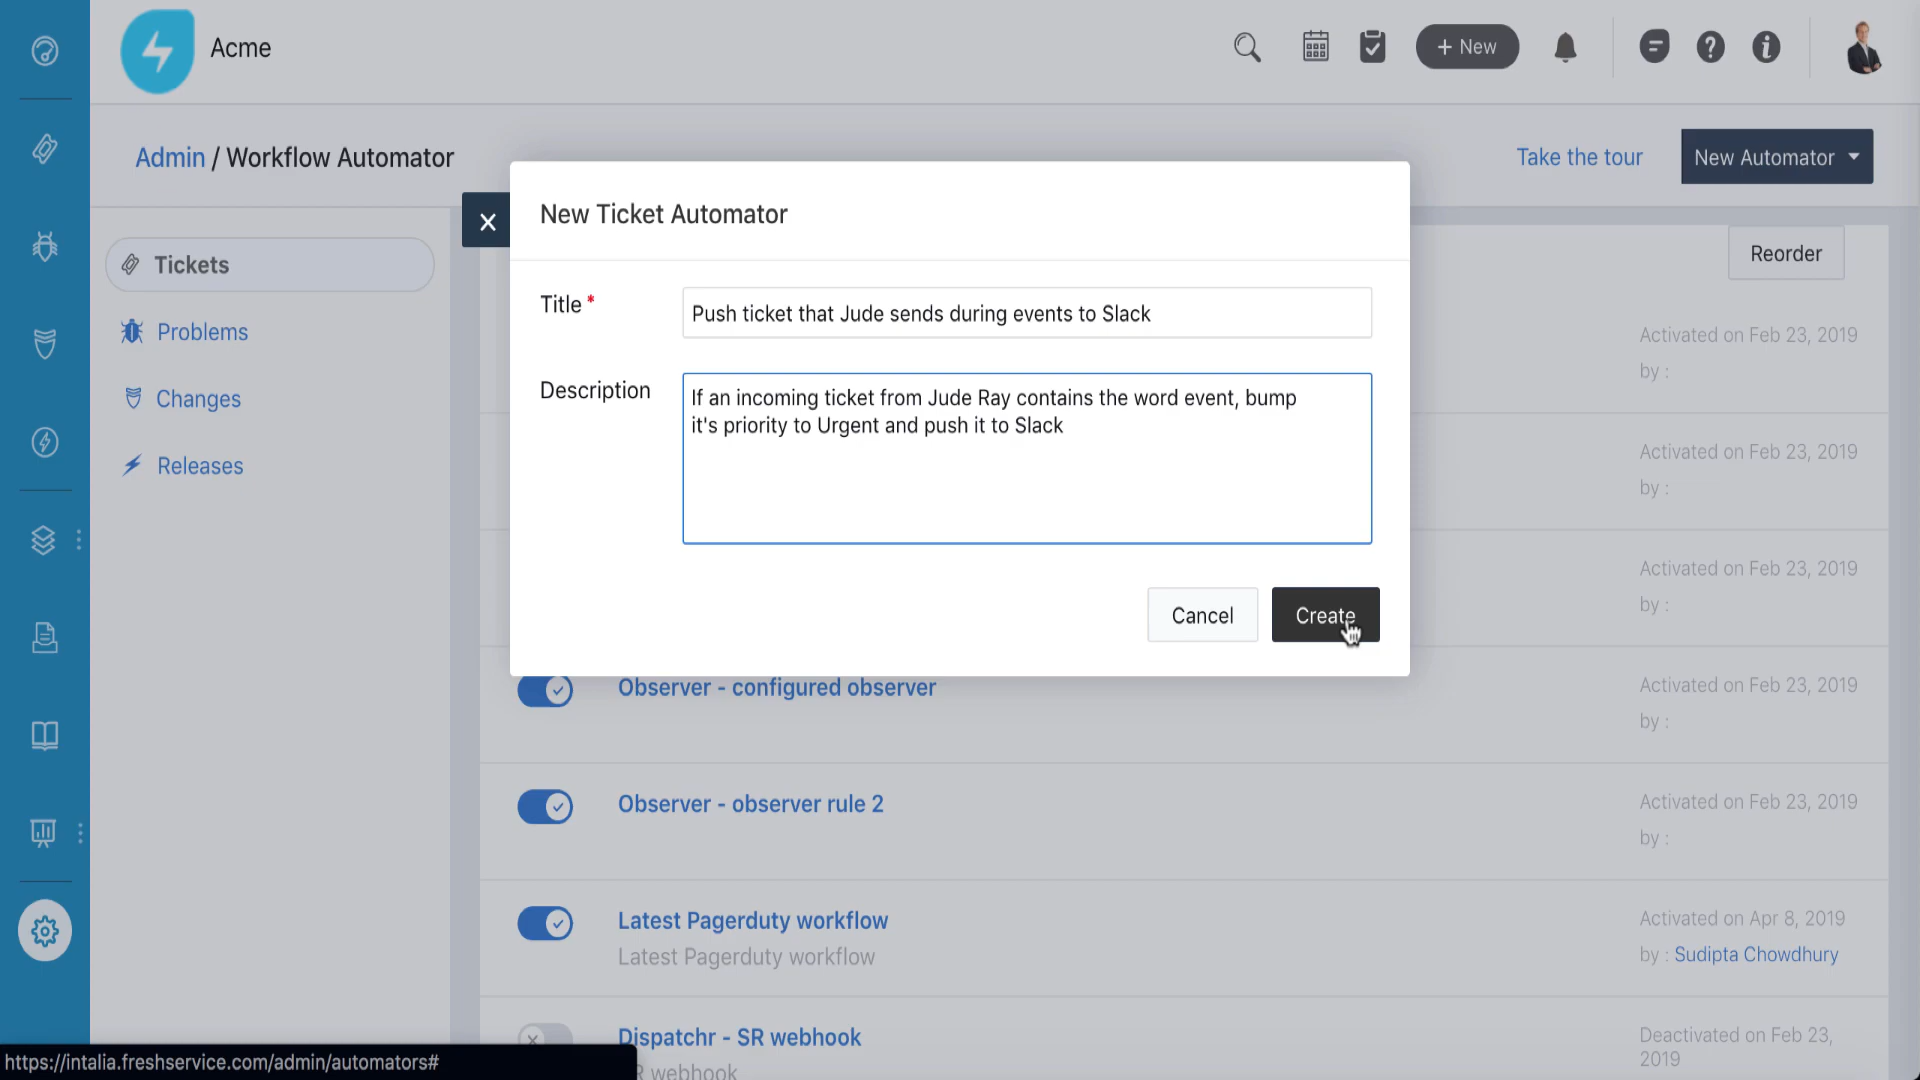 Acme
+ New
Admin / Workflow Automator
Take the tour
New Automator
New Ticket Automator
Tickets
Reorder
Title *
Push ticket that Jude sends during events to Slack
Problems
Activated on Feb 23, 2019
by :
Description
If an incoming ticket from Jude Ray contains the word event, bump
it's priority to Urgent and push it to Slack
Changes
Activated on Feb 23, 2019
by :
Releases
Activated on Feb 23, 2019
by :
Cancel
Create
Observer - configured observer
Activated on Feb 23, 2019
by :
Observer - observer rule 2
Activated on Feb 23, 2019
by :
Latest Pagerduty workflow
Latest Pagerduty workflow
Activated on Apr 8, 2019
by : Sudipta Chowdhury
Dispatchr - SR webhook
webhook
Deactivated on Feb 23,
2019
https://intalia.freshservice.com/admin/automators#